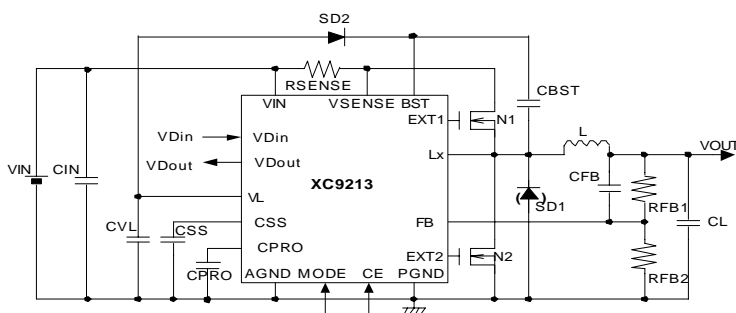 SD2
RSENSE
VIN VSENSE BST
CBST
EXT1 N1
VDin VDin
L
VDout VDout Lx VOUT
VIN CIN CFB
XC9213
VL (SD1) RFB1
CVL CSS CSS FB CL
CPRO
EXT2 N2
CPRO RFB2
AGND MODE CE PGND